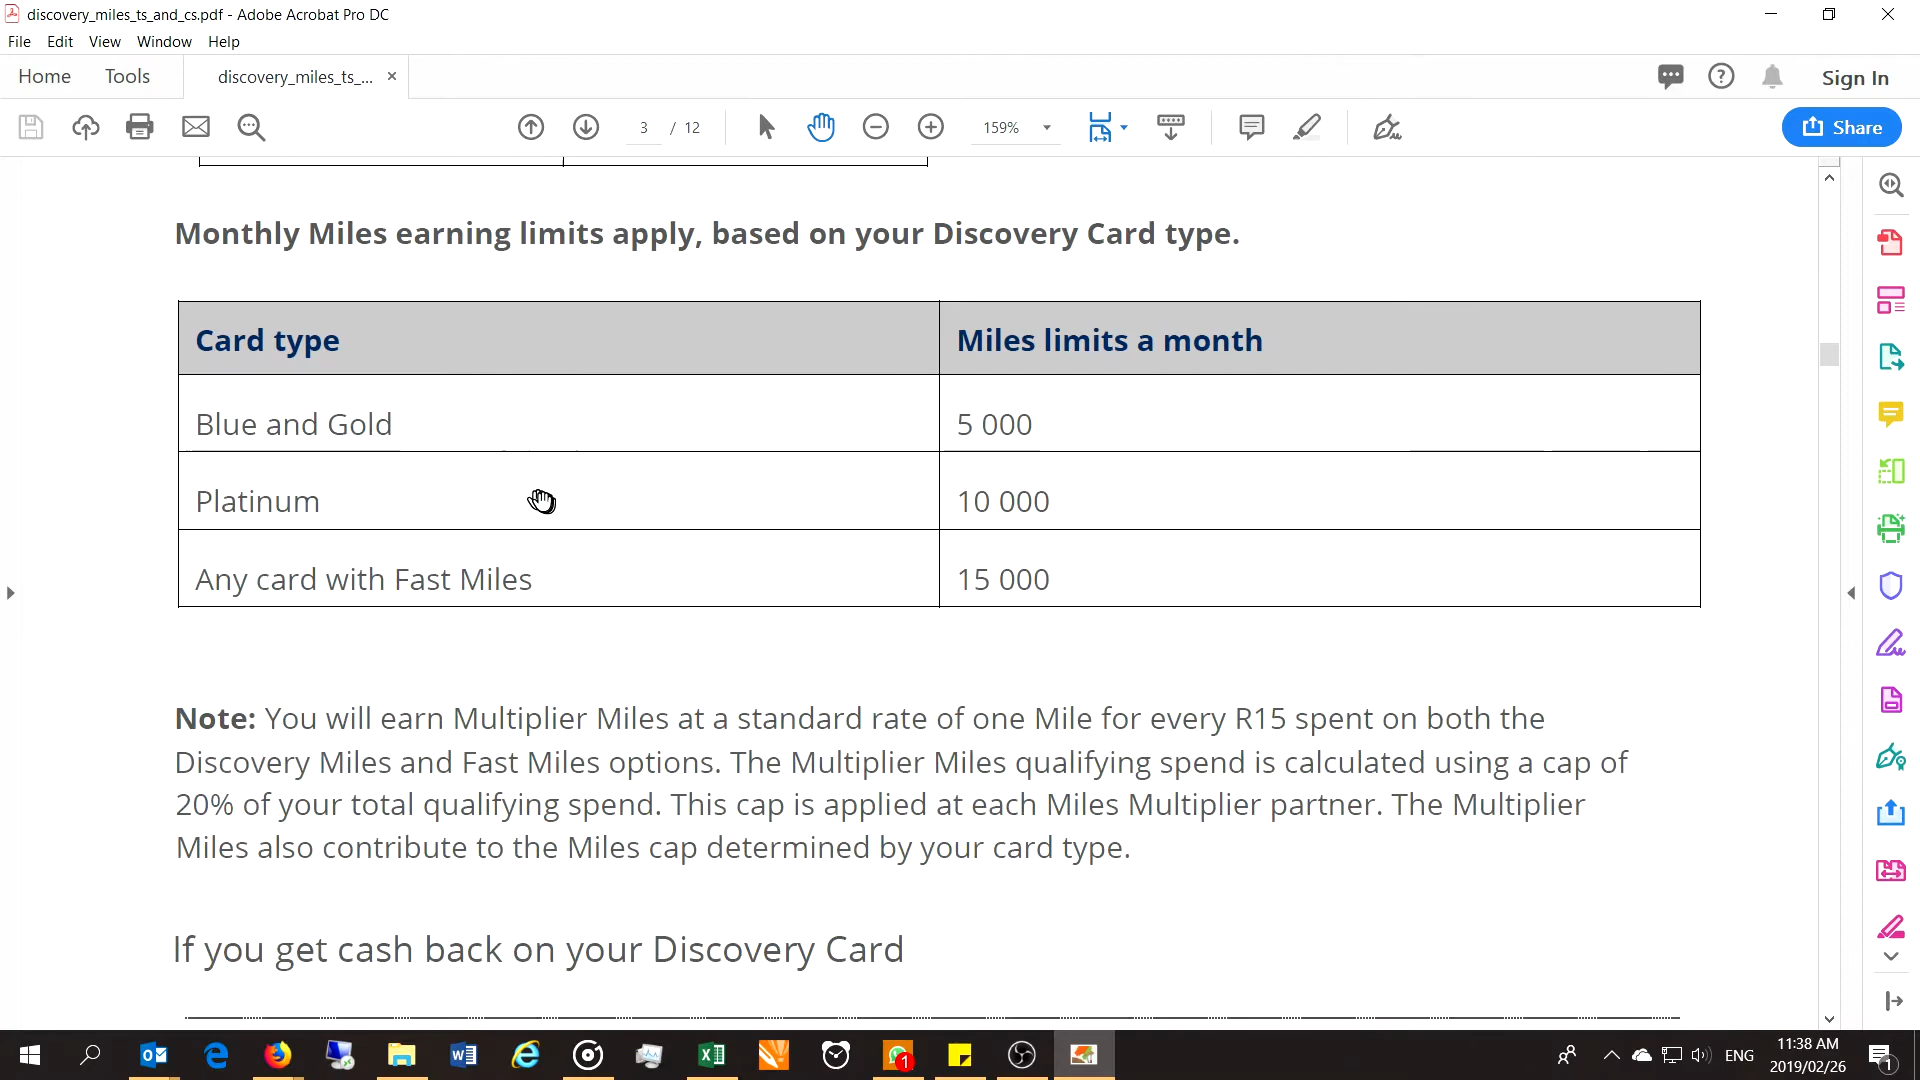 discovery_miles_ts_and_cs.pdf - Adobe Acrobat Pro DC
File Edit View Window Help
Home Tools discovery_miles_ts_... × Sign In
3 / 12 159% Share
Monthly Miles earning limits apply, based on your Discovery Card type.
Card type Miles limits a month
Blue and Gold 5 000
Platinum 10 000
Any card with Fast Miles 15 000
Note: You will earn Multiplier Miles at a standard rate of one Mile for every R15 spent on both the
Discovery Miles and Fast Miles options. The Multiplier Miles qualifying spend is calculated using a cap of
20% of your total qualifying spend. This cap is applied at each Miles Multiplier partner. The Multiplier
Miles also contribute to the Miles cap determined by your card type.
If you get cash back on your Discovery Card
1 ENG 11:38 AM 1
2019/02/26